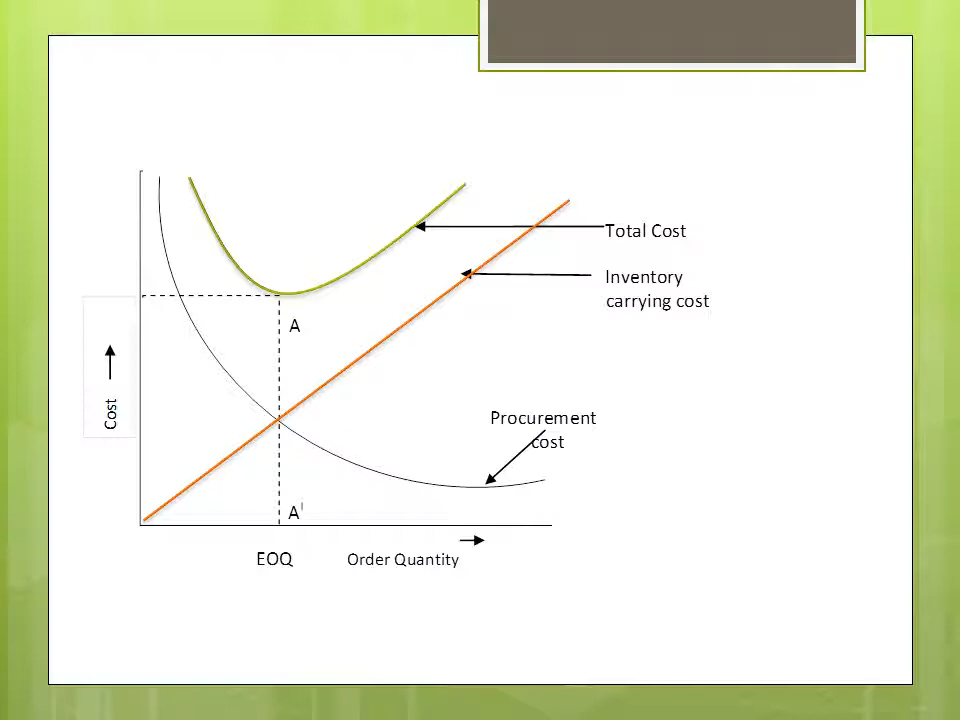 Total Cost
Inventory
carrying cost
A
Cost
Procurement
cost
A'
EOQ
Order Quantity